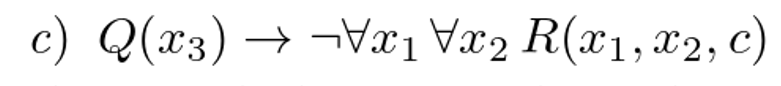 c) Q(x₃) → ¬∀x₁ ∀x₂ R(x₁, x₂, c)